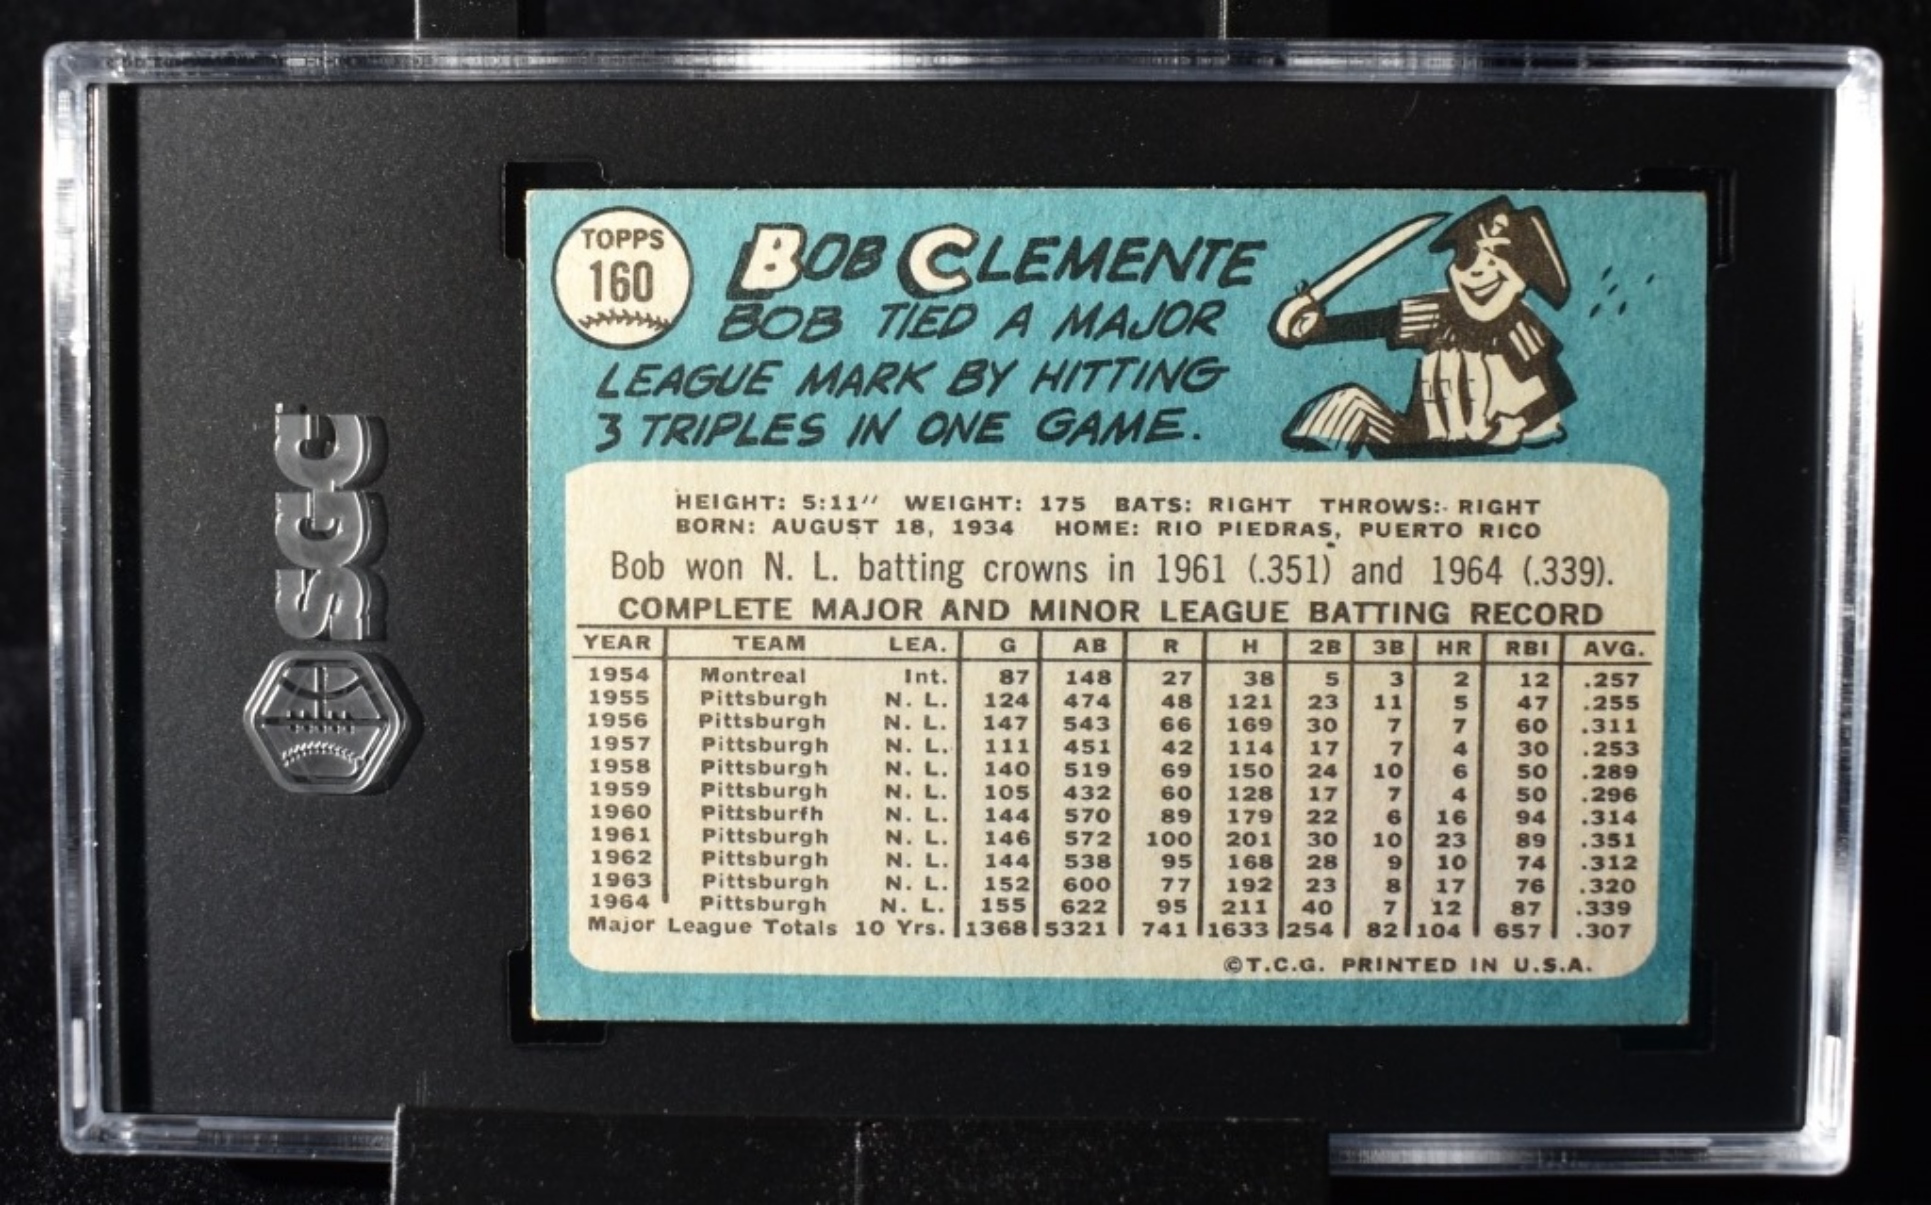 SGC
TOPPS
160
BOB CLEMENTE
BOB TIED A MAJOR
LEAGUE MARK BY HITTING
3 TRIPLES IN ONE GAME.
HEIGHT: 5:11″ WEIGHT: 175 BATS: RIGHT THROWS: RIGHT
BORN: AUGUST 18, 1934 HOME: RIO PIEDRAS, PUERTO RICO
Bob won N. L. batting crowns in 1961 (.351) and 1964 (.339).
COMPLETE MAJOR AND MINOR LEAGUE BATTING RECORD
YEAR TEAM LEA. G AB R H 2B 3B HR RBI AVG.
1954 Montreal Int. 87 148 27 38 5 3 2 12 .257
1955 Pittsburgh N. L. 124 474 48 121 23 11 5 47 .255
1956 Pittsburgh N. L. 147 543 66 169 30 7 7 60 .311
1957 Pittsburgh N. L. 111 451 42 114 17 7 4 30 .253
1958 Pittsburgh N. L. 140 519 69 150 24 10 6 50 .289
1959 Pittsburgh N. L. 105 432 60 128 17 7 4 50 .296
1960 Pittsburfh N. L. 144 570 89 179 22 6 16 94 .314
1961 Pittsburgh N. L. 146 572 100 201 30 10 23 89 .351
1962 Pittsburgh N. L. 144 538 95 168 28 9 10 74 .312
1963 Pittsburgh N. L. 152 600 77 192 23 8 17 76 .320
1964 Pittsburgh N. L. 155 622 95 211 40 7 12 87 .339
Major League Totals 10 Yrs. 1368 5321 741 1633 254 82 104 657 .307
©T.C.G. PRINTED IN U.S.A.